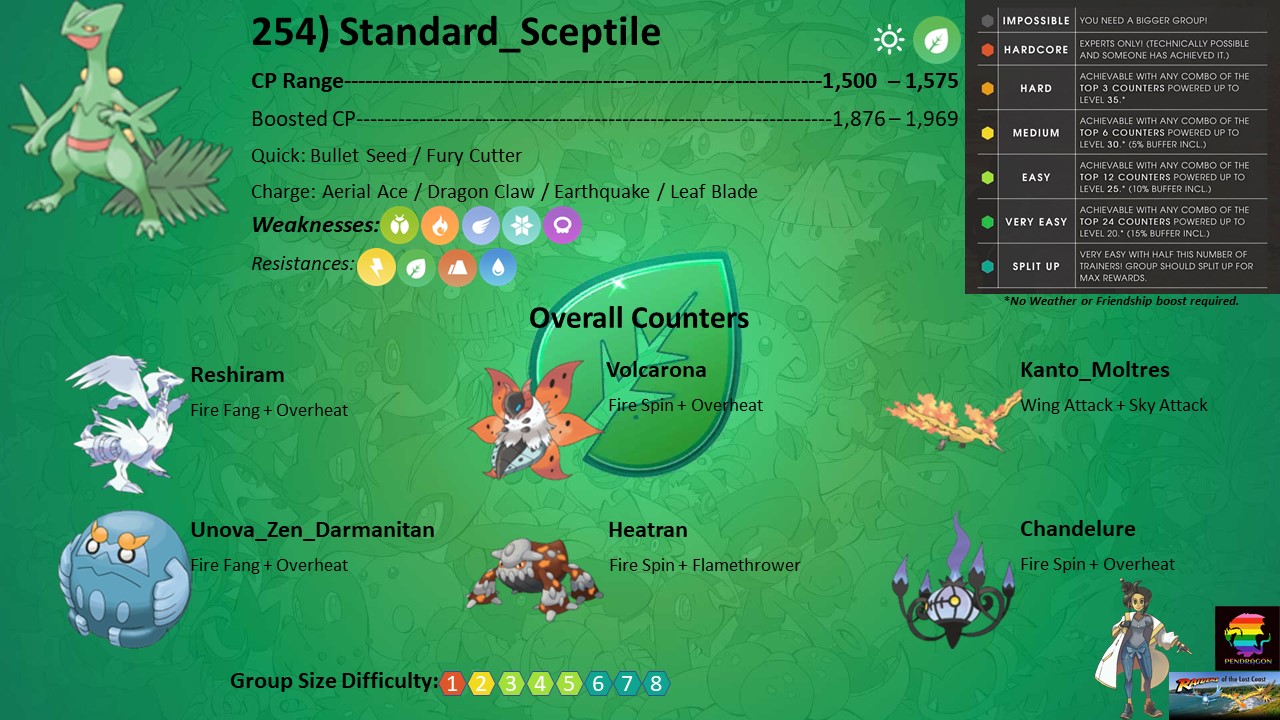 254) Standard_Sceptile
CP Range--------------------------------------------------------------------1,500 – 1,575
Boosted CP--------------------------------------------------------------------1,876 – 1,969
Quick: Bullet Seed / Fury Cutter
Charge: Aerial Ace / Dragon Claw / Earthquake / Leaf Blade
Weaknesses:
Resistances:
IMPOSSIBLE YOU NEED A BIGGER GROUP!
HARDCORE EXPERTS ONLY! (TECHNICALLY POSSIBLE
AND SOMEONE HAS ACHIEVED IT.)
HARD ACHIEVABLE WITH ANY COMBO OF THE
TOP 3 COUNTERS POWERED UP TO
LEVEL 35.*
MEDIUM ACHIEVABLE WITH ANY COMBO OF THE
TOP 6 COUNTERS POWERED UP TO
LEVEL 30.* (5% BUFFER INCL.)
EASY ACHIEVABLE WITH ANY COMBO OF THE
TOP 12 COUNTERS POWERED UP TO
LEVEL 25.* (10% BUFFER INCL.)
VERY EASY ACHIEVABLE WITH ANY COMBO OF THE
TOP 24 COUNTERS POWERED UP TO
LEVEL 20.* (15% BUFFER INCL.)
SPLIT UP VERY EASY WITH HALF THIS NUMBER OF
TRAINERS! GROUP SHOULD SPLIT UP FOR
MAX REWARDS.
*No Weather or Friendship boost required.
Overall Counters
Reshiram
Fire Fang + Overheat
Volcarona
Fire Spin + Overheat
Kanto_Moltres
Wing Attack + Sky Attack
Unova_Zen_Darmanitan
Fire Fang + Overheat
Heatran
Fire Spin + Flamethrower
Chandelure
Fire Spin + Overheat
Group Size Difficulty: 1 2 3 4 5 6 7 8
PENDRAGON
RAIDERS of the Lost Coast